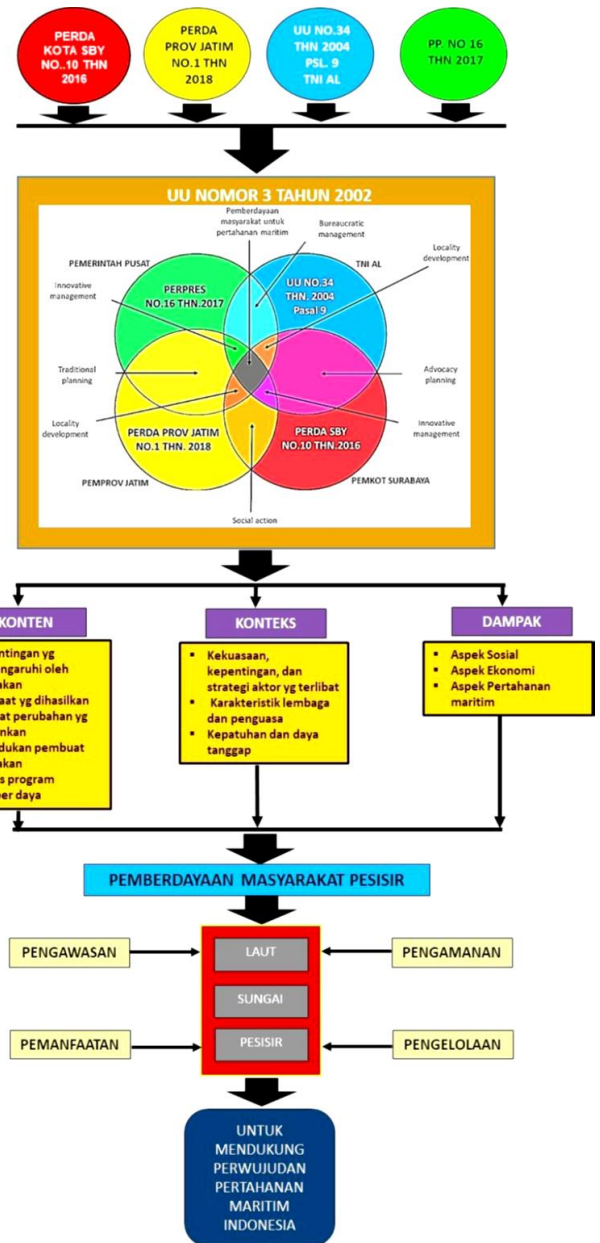 PERDA
KOTA SBY
NO..10 THN
2016
PERDA
PROV JATIM
NO.1 THN
2018
UU NO.34
THN 2004
PSL. 9
TNI AL
PP. NO 16
THN 2017
UU NOMOR 3 TAHUN 2002
Pemberdayaan
masyarakat untuk
pertahanan maritim
Bureaucratic
management
PEMERINTAH PUSAT
TNI AL
Locality
development
Innovative
management
PERPRES
NO.16 THN.2017
UU NO.34
THN. 2004
Pasal 9
Traditional
planning
Advocacy
planning
Locality
development
PERDA PROV JATIM
NO.1 THN. 2018
PERDA SBY
NO.10 THN.2016
Innovative
management
PEMPROV JATIM
PEMKOT SURABAYA
Social action
KONTEN
ntingan yg
ngaruhi oleh
akan
aat yg dihasilkan
at perubahan yg
nkan
dukan pembuat
akan
s program
er daya
KONTEKS
▪ Kekuasaan,
kepentingan, dan
strategi aktor yg terlibat
▪ Karakteristik lembaga
dan penguasa
▪ Kepatuhan dan daya
tanggap
DAMPAK
▪ Aspek Sosial
▪ Aspek Ekonomi
▪ Aspek Pertahanan
maritim
PEMBERDAYAAN MASYARAKAT PESISIR
PENGAWASAN
LAUT
PENGAMANAN
SUNGAI
PEMANFAATAN
PESISIR
PENGELOLAAN
UNTUK
MENDUKUNG
PERWUJUDAN
PERTAHANAN
MARITIM
INDONESIA